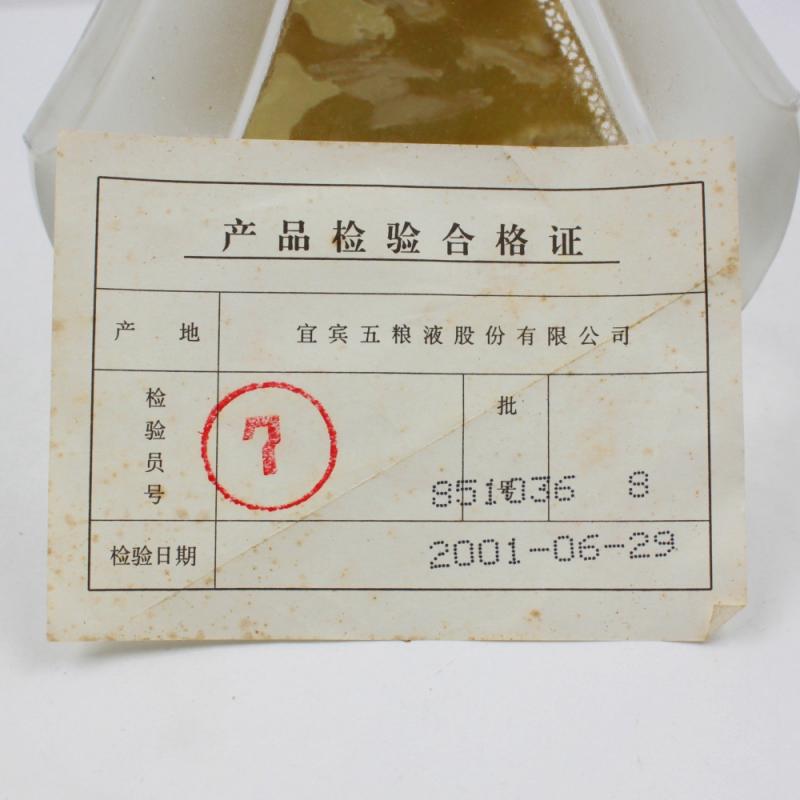 产品检验合格证
产地 宜宾五粮液股份有限公司
检验员号 7 批号 851036 8
检验日期 2001-06-29